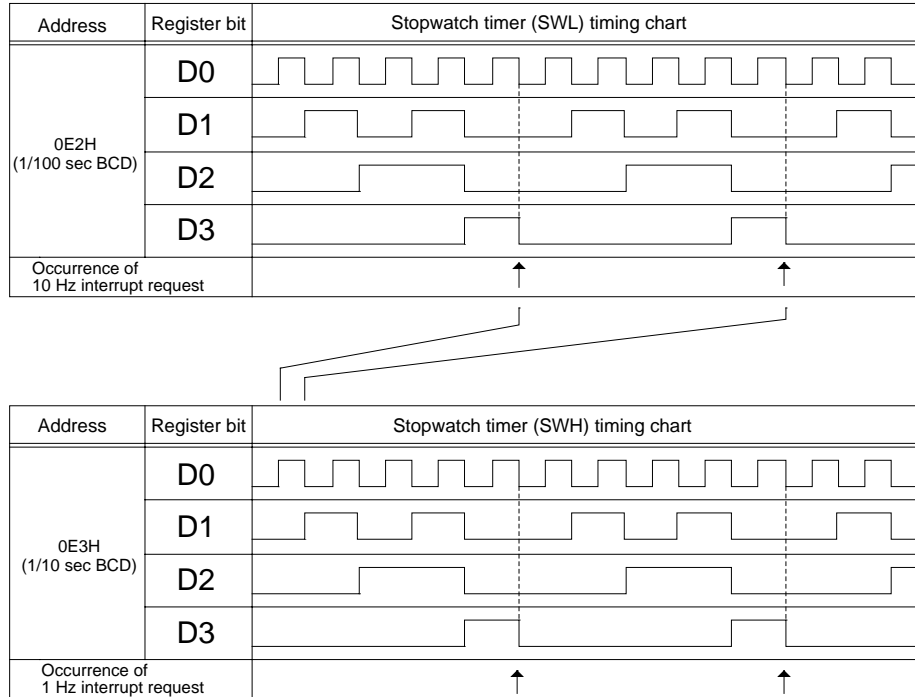 Address Register bit Stopwatch timer (SWL) timing chart
D0
D1
0E2H
(1/100 sec BCD)
D2
D3
Occurrence of
10 Hz interrupt request
Address Register bit Stopwatch timer (SWH) timing chart
D0
D1
0E3H
(1/10 sec BCD)
D2
D3
Occurrence of
1 Hz interrupt request